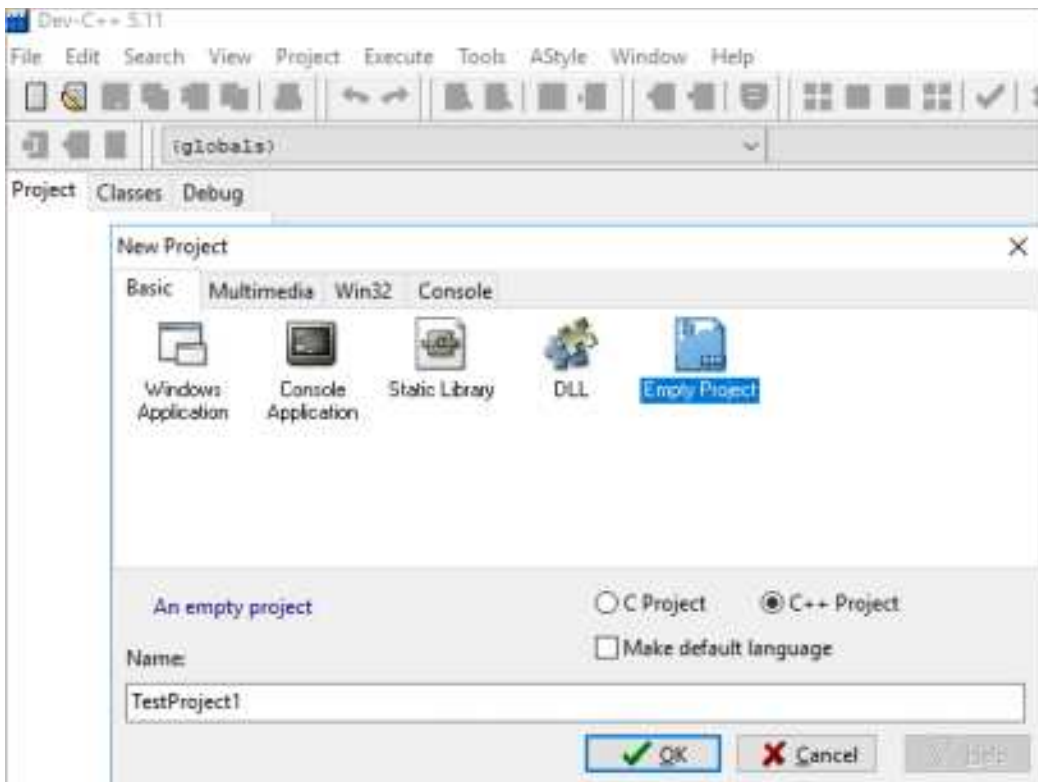 Dev-C++ 5.11
File Edit Search View Project Execute Tools AStyle Window Help
(globals)
Project Classes Debug
New Project
Basic Multimedia Win32 Console
Windows Application
Console Application
Static Library
DLL
Empty Project
An empty project
C Project
C++ Project
Make default language
Name:
TestProject1
OK
Cancel
Help